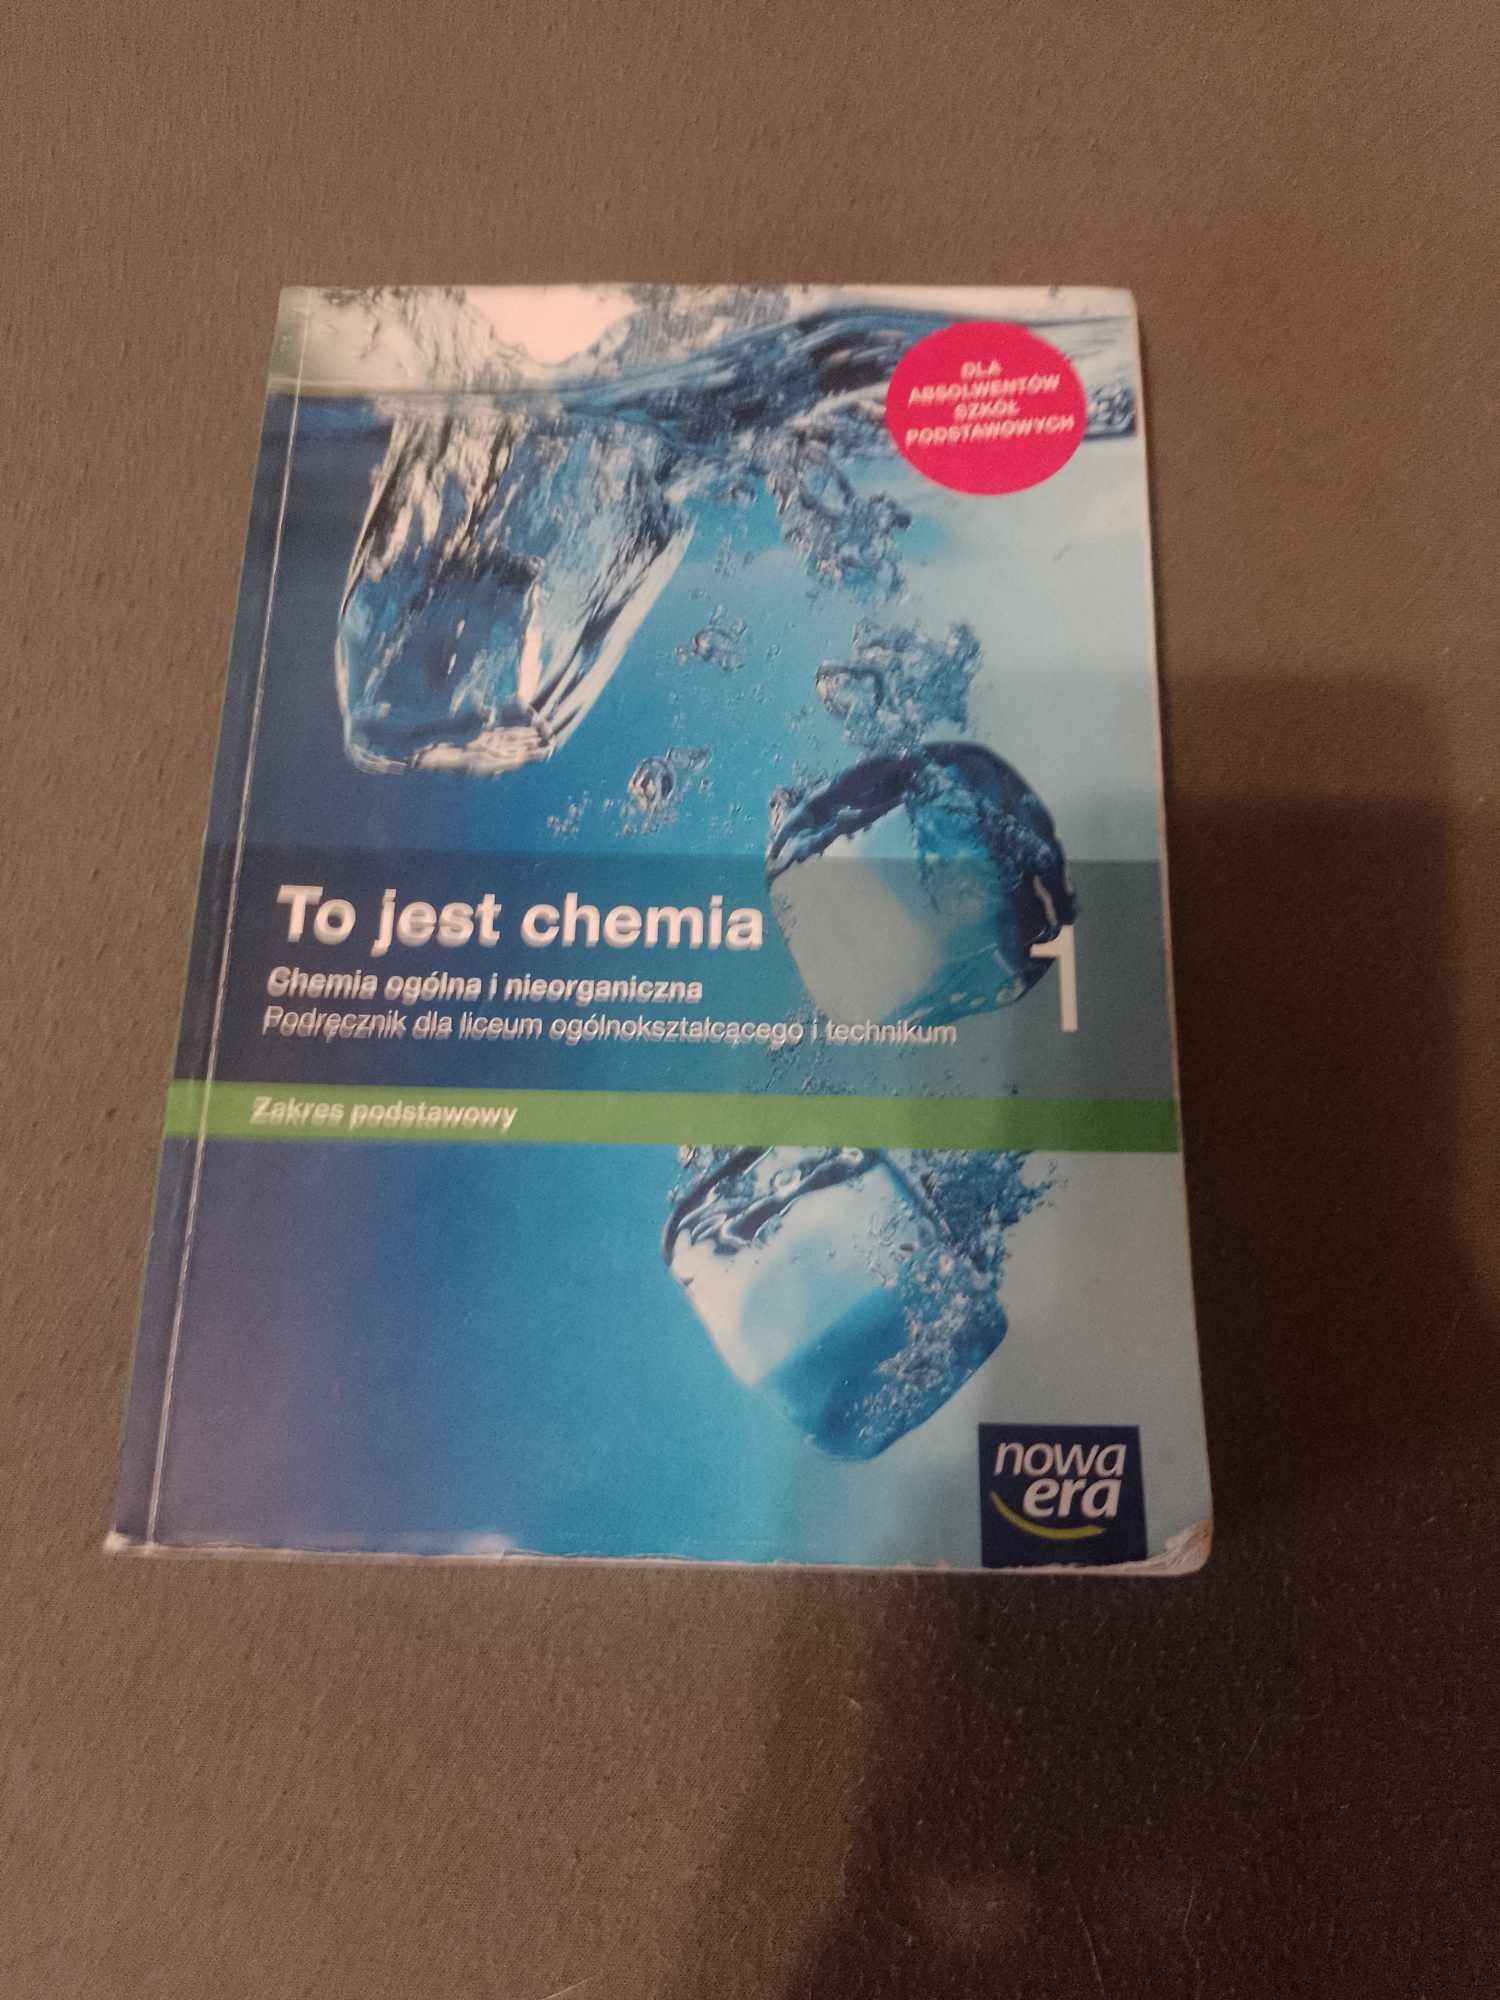 DLA
ABSOLWENTÓW
SZKÓŁ
PODSTAWOWYCH
To jest chemia
1
Chemia ogólna i nieorganiczna
Podręcznik dla liceum ogólnokształcącego i technikum
Zakres podstawowy
nowa
era